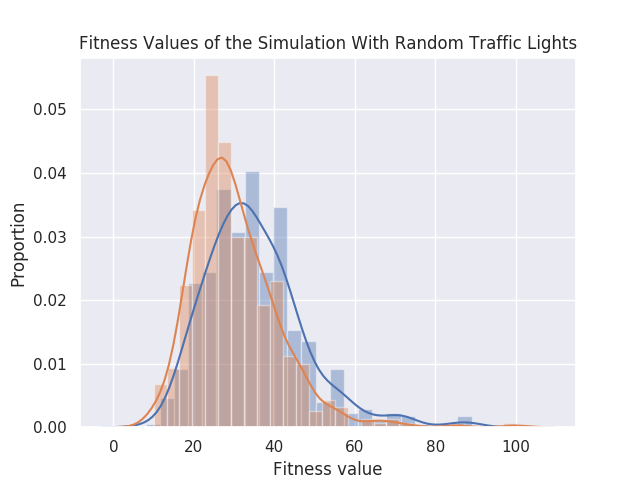 Fitness Values of the Simulation With Random Traffic Lights
0.05
0.04
0.03
0.02
0.01
0.00
Proportion
0 20 40 60 80 100
Fitness value